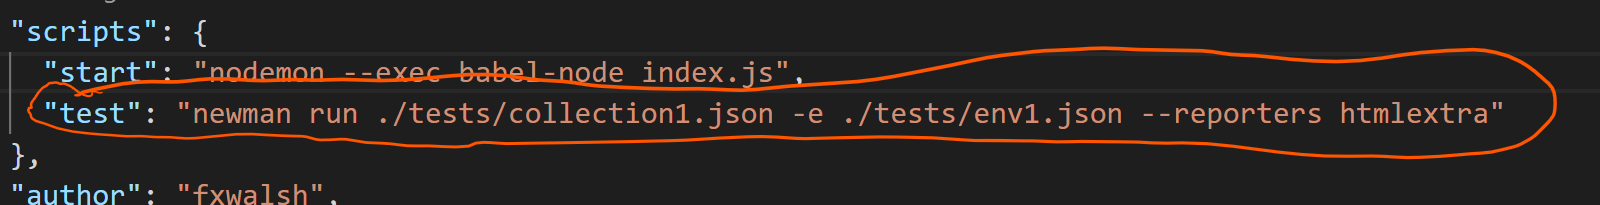 "scripts": {
"start": "nodemon --exec babel-node index.js",
"test": "newman run ./tests/collection1.json -e ./tests/env1.json --reporters htmlextra"
},
"author": "fxwalsh",